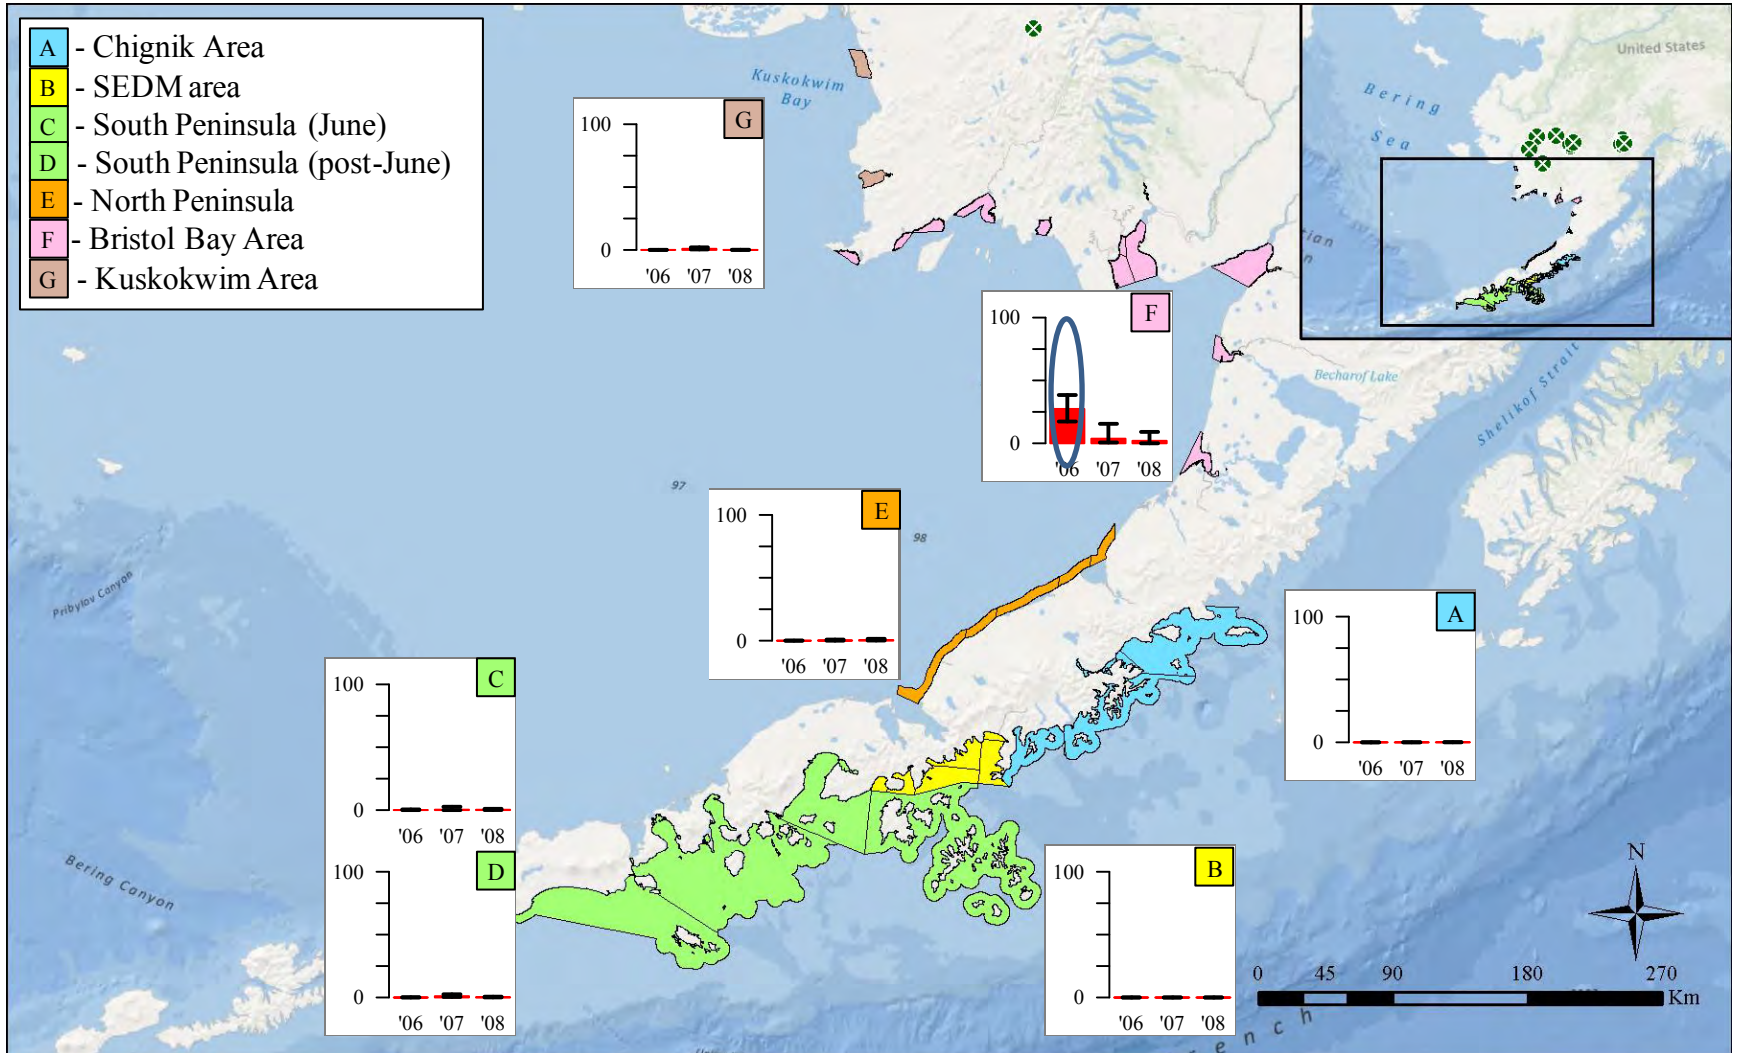 A - Chignik Area
B - SEDM area
C - South Peninsula (June)
D - South Peninsula (post-June)
E - North Peninsula
F - Bristol Bay Area
G - Kuskokwim Area
Kuskokwim
Bay
United States
Bering
Sea
G
100
0
'06 '07 '08
F
100
0
'06 '07 '08
Becharof Lake
Shelikof Strait
97
98
E
100
0
'06 '07 '08
Pribylov Canyon
A
100
0
'06 '07 '08
C
100
0
'06 '07 '08
D
100
0
'06 '07 '08
Bering Canyon
B
100
0
'06 '07 '08
N
0 45 90 180 270
Km